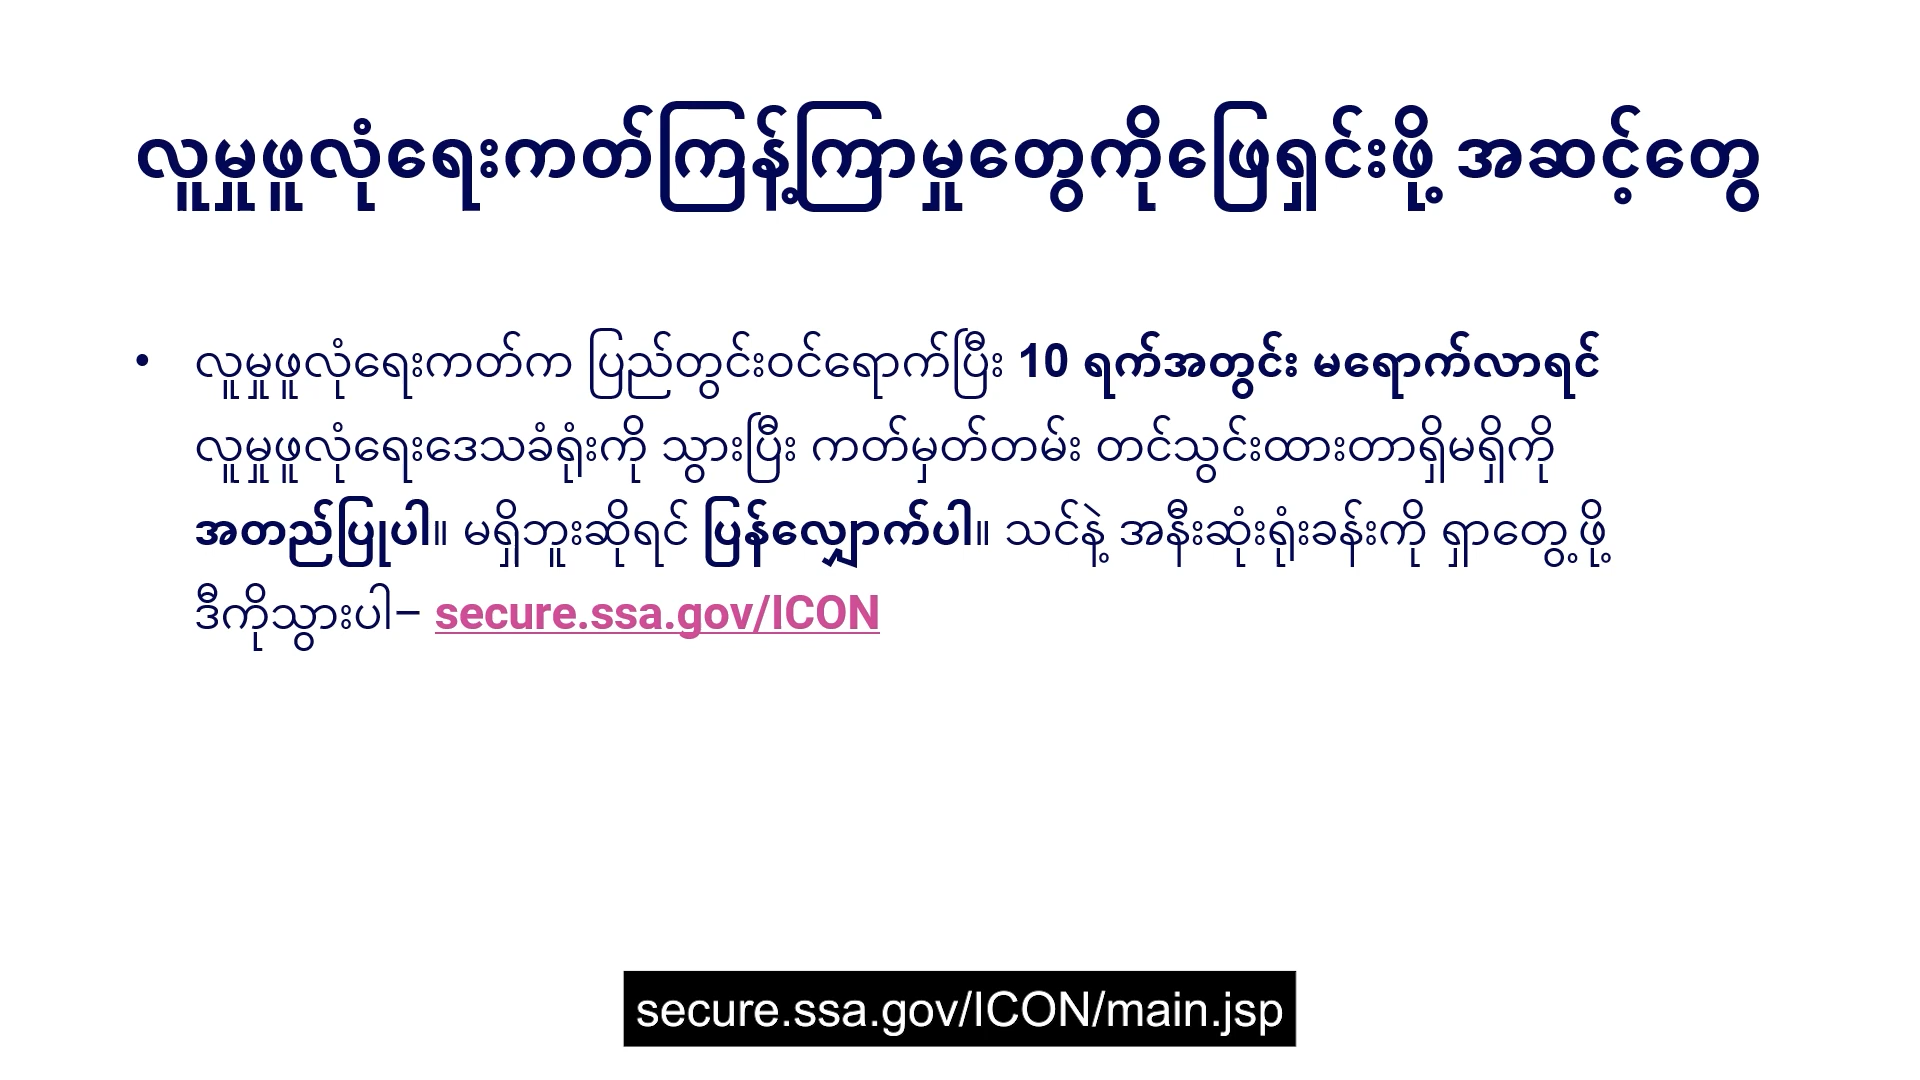 လူမှုဖူလုံရေးကတ်ကြန့်ကြာမှုတွေကိုဖြေရှင်းဖို့ အဆင့်တွေ
• လူမှုဖူလုံရေးကတ်က ပြည်တွင်းဝင်ရောက်ပြီး 10 ရက်အတွင်း မရောက်လာရင်
လူမှုဖူလုံရေးဒေသခံရုံးကို သွားပြီး ကတ်မှတ်တမ်း တင်သွင်းထားတာရှိမရှိကို
အတည်ပြုပါ။ မရှိဘူးဆိုရင် ပြန်လျှောက်ပါ။ သင်နဲ့ အနီးဆုံးရုံးခန်းကို ရှာတွေ့ဖို့
ဒီကိုသွားပါ– secure.ssa.gov/ICON
secure.ssa.gov/ICON/main.jsp